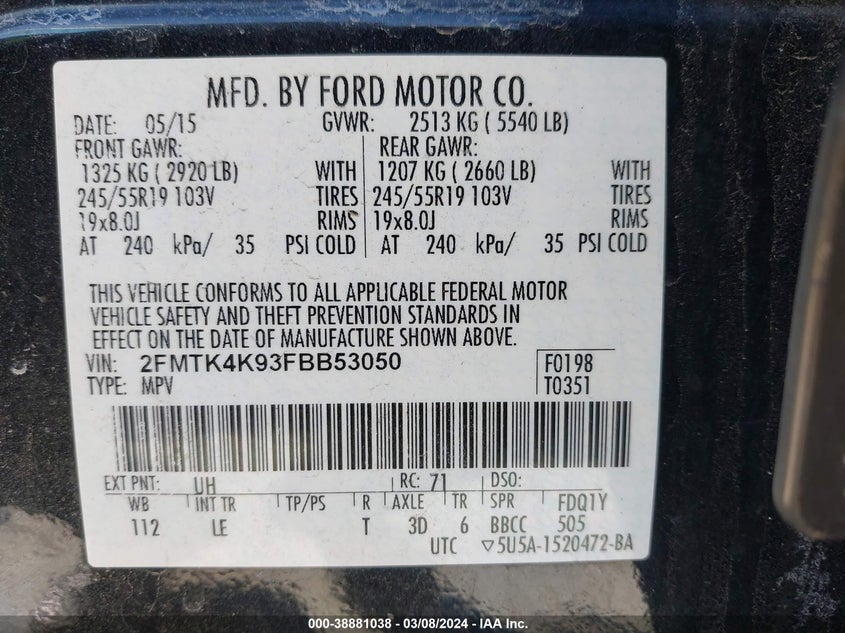 MFD. BY FORD MOTOR CO.
DATE: 05/15 GVWR: 2513 KG ( 5540 LB)
FRONT GAWR: REAR GAWR:
1325 KG ( 2920 LB) WITH 1207 KG ( 2660 LB) WITH
245/55R19 103V TIRES 245/55R19 103V TIRES
19x8.0J RIMS 19x8.0J RIMS
AT 240 kPa/ 35 PSI COLD AT 240 kPa/ 35 PSI COLD
THIS VEHICLE CONFORMS TO ALL APPLICABLE FEDERAL MOTOR
VEHICLE SAFETY AND THEFT PREVENTION STANDARDS IN
EFFECT ON THE DATE OF MANUFACTURE SHOWN ABOVE.
VIN: 2FMTK4K93FBB53050 F0198
TYPE: MPV T0351
EXT PNT: UH RC: 71 DSO:
WB INT TR TP/PS R AXLE TR SPR FDQ1Y
112 LE T 3D 6 BBCC 505
UTC ▽5U5A-1520472-BA
000-38881038 - 03/08/2024 - IAA Inc.